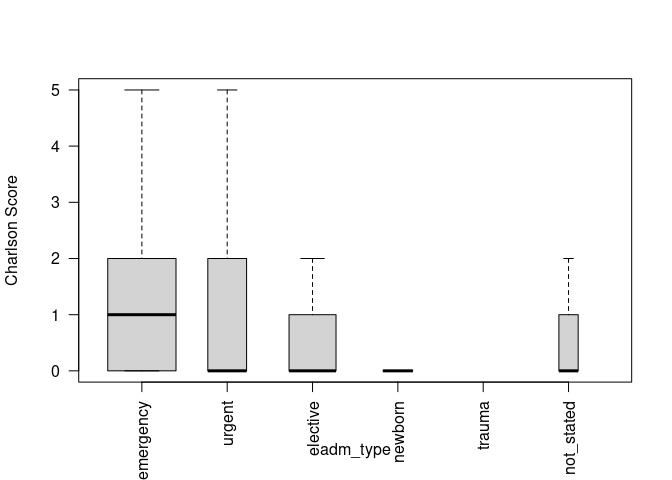 Charlson Score
5
4
3
2
1
0
emergency
urgent
elective
newborn
trauma
not_stated
eadm_type